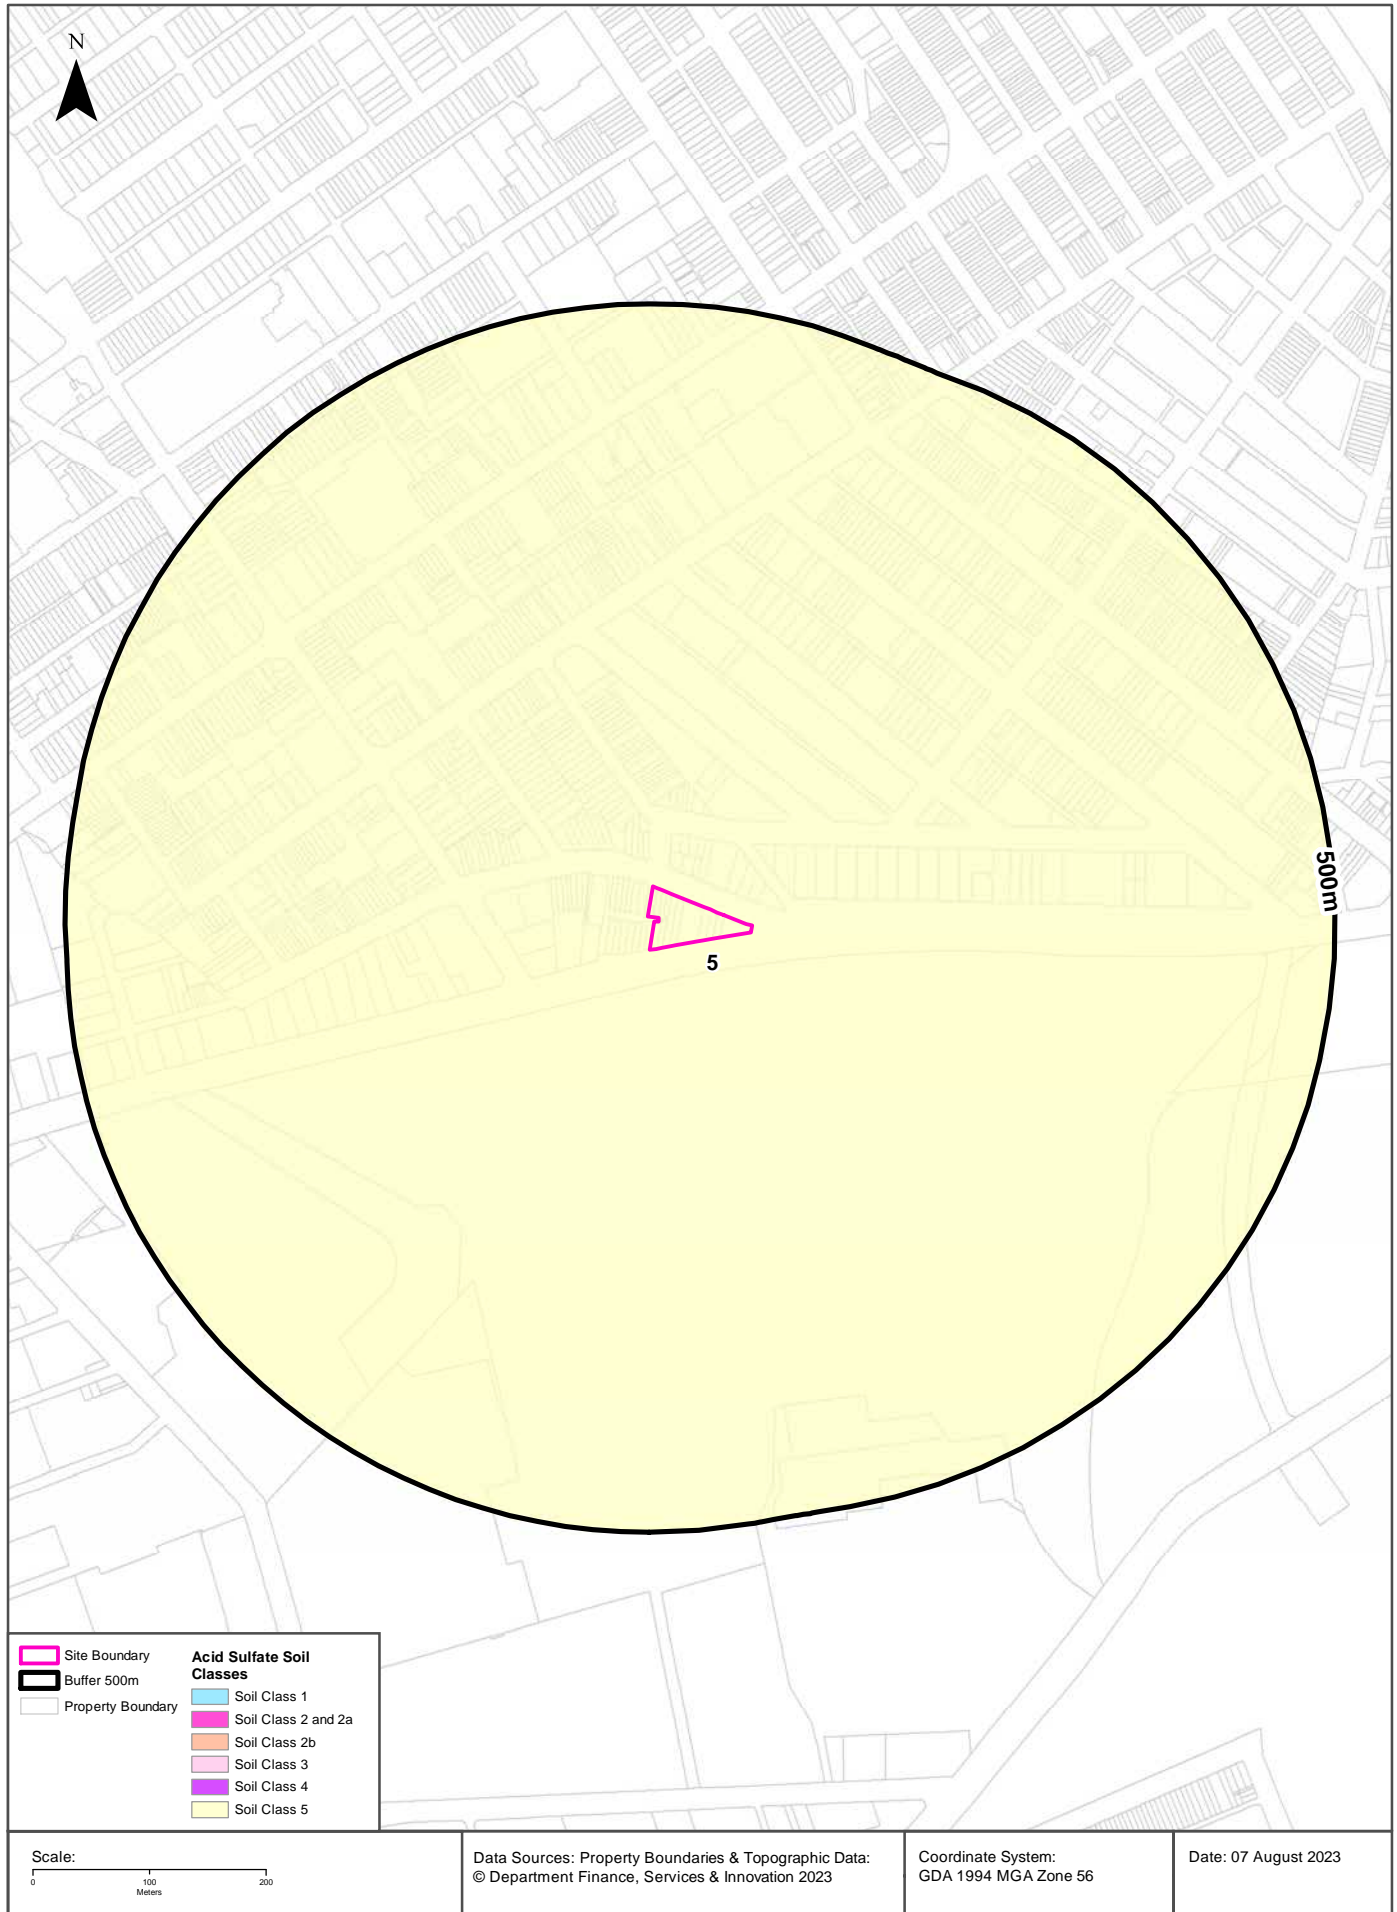 N
500m
5
Site Boundary
Buffer 500m
Property Boundary
Acid Sulfate Soil
Classes
Soil Class 1
Soil Class 2 and 2a
Soil Class 2b
Soil Class 3
Soil Class 4
Soil Class 5
Scale:
0 100 200
Meters
Data Sources: Property Boundaries & Topographic Data:
© Department Finance, Services & Innovation 2023
Coordinate System:
GDA 1994 MGA Zone 56
Date: 07 August 2023